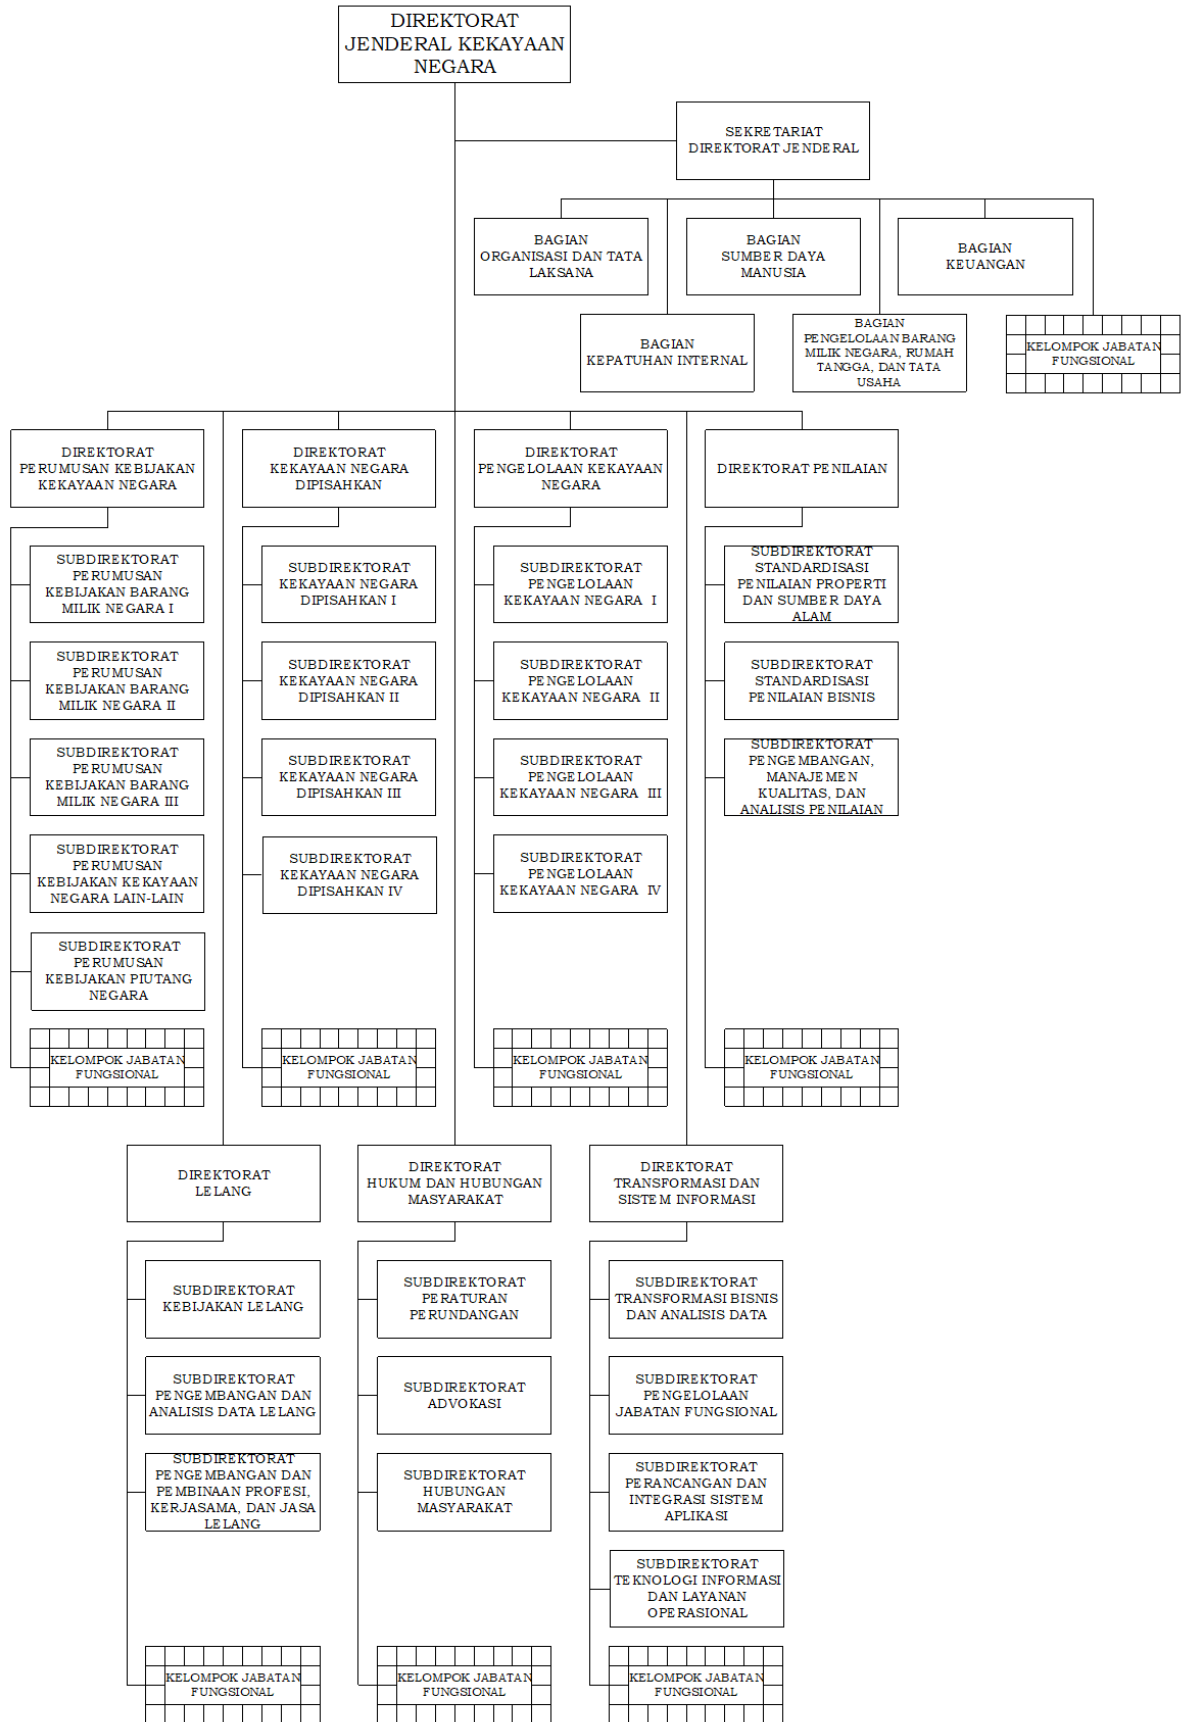 DIREKTORAT
JENDERAL KEKAYAAN
NEGARA
SEKRETARIAT
DIREKTORAT JENDERAL
BAGIAN
ORGANISASI DAN TATA
LAKSANA
BAGIAN
SUMBER DAYA
MANUSIA
BAGIAN
KEUANGAN
BAGIAN
KEPATUHAN INTERNAL
BAGIAN
PENGELOLAAN BARANG
MILIK NEGARA, RUMAH
TANGGA, DAN TATA
USAHA
KELOMPOK JABATAN
FUNGSIONAL
DIREKTORAT
PERUMUSAN KEBIJAKAN
KEKAYAAN NEGARA
DIREKTORAT
KEKAYAAN NEGARA
DIPISAHKAN
DIREKTORAT
PENGELOLAAN KEKAYAAN
NEGARA
DIREKTORAT PENILAIAN
SUBDIREKTORAT
PERUMUSAN
KEBIJAKAN BARANG
MILIK NEGARA I
SUBDIREKTORAT
KEKAYAAN NEGARA
DIPISAHKAN I
SUBDIREKTORAT
PENGELOLAAN
KEKAYAAN NEGARA I
SUBDIREKTORAT
STANDARDISASI
PENILAIAN PROPERTI
DAN SUMBER DAYA
ALAM
SUBDIREKTORAT
PERUMUSAN
KEBIJAKAN BARANG
MILIK NEGARA II
SUBDIREKTORAT
KEKAYAAN NEGARA
DIPISAHKAN II
SUBDIREKTORAT
PENGELOLAAN
KEKAYAAN NEGARA II
SUBDIREKTORAT
STANDARDISASI
PENILAIAN BISNIS
SUBDIREKTORAT
PERUMUSAN
KEBIJAKAN BARANG
MILIK NEGARA III
SUBDIREKTORAT
KEKAYAAN NEGARA
DIPISAHKAN III
SUBDIREKTORAT
PENGELOLAAN
KEKAYAAN NEGARA III
SUBDIREKTORAT
PENGEMBANGAN,
MANAJEMEN
KUALITAS, DAN
ANALISIS PENILAIAN
SUBDIREKTORAT
PERUMUSAN
KEBIJAKAN KEKAYAAN
NEGARA LAIN-LAIN
SUBDIREKTORAT
KEKAYAAN NEGARA
DIPISAHKAN IV
SUBDIREKTORAT
PENGELOLAAN
KEKAYAAN NEGARA IV
SUBDIREKTORAT
PERUMUSAN
KEBIJAKAN PIUTANG
NEGARA
KELOMPOK JABATAN
FUNGSIONAL
KELOMPOK JABATAN
FUNGSIONAL
KELOMPOK JABATAN
FUNGSIONAL
KELOMPOK JABATAN
FUNGSIONAL
DIREKTORAT
LELANG
DIREKTORAT
HUKUM DAN HUBUNGAN
MASYARAKAT
DIREKTORAT
TRANSFORMASI DAN
SISTEM INFORMASI
SUBDIREKTORAT
KEBIJAKAN LELANG
SUBDIREKTORAT
PERATURAN
PERUNDANGAN
SUBDIREKTORAT
TRANSFORMASI BISNIS
DAN ANALISIS DATA
SUBDIREKTORAT
PENGEMBANGAN DAN
ANALISIS DATA LELANG
SUBDIREKTORAT
ADVOKASI
SUBDIREKTORAT
PENGELOLAAN
JABATAN FUNGSIONAL
SUBDIREKTORAT
PENGEMBANGAN DAN
PEMBINAAN PROFESI,
KERJASAMA, DAN JASA
LELANG
SUBDIREKTORAT
HUBUNGAN
MASYARAKAT
SUBDIREKTORAT
PERANCANGAN DAN
INTEGRASI SISTEM
APLIKASI
SUBDIREKTORAT
TEKNOLOGI INFORMASI
DAN LAYANAN
OPERASIONAL
KELOMPOK JABATAN
FUNGSIONAL
KELOMPOK JABATAN
FUNGSIONAL
KELOMPOK JABATAN
FUNGSIONAL